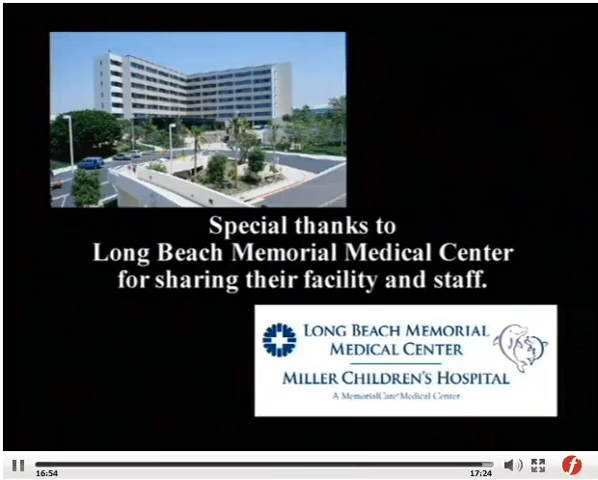 Special thanks to
Long Beach Memorial Medical Center
for sharing their facility and staff.
LONG BEACH MEMORIAL
MEDICAL CENTER
MILLER CHILDREN'S HOSPITAL
A MemorialCare Medical Center
16:54
17:24